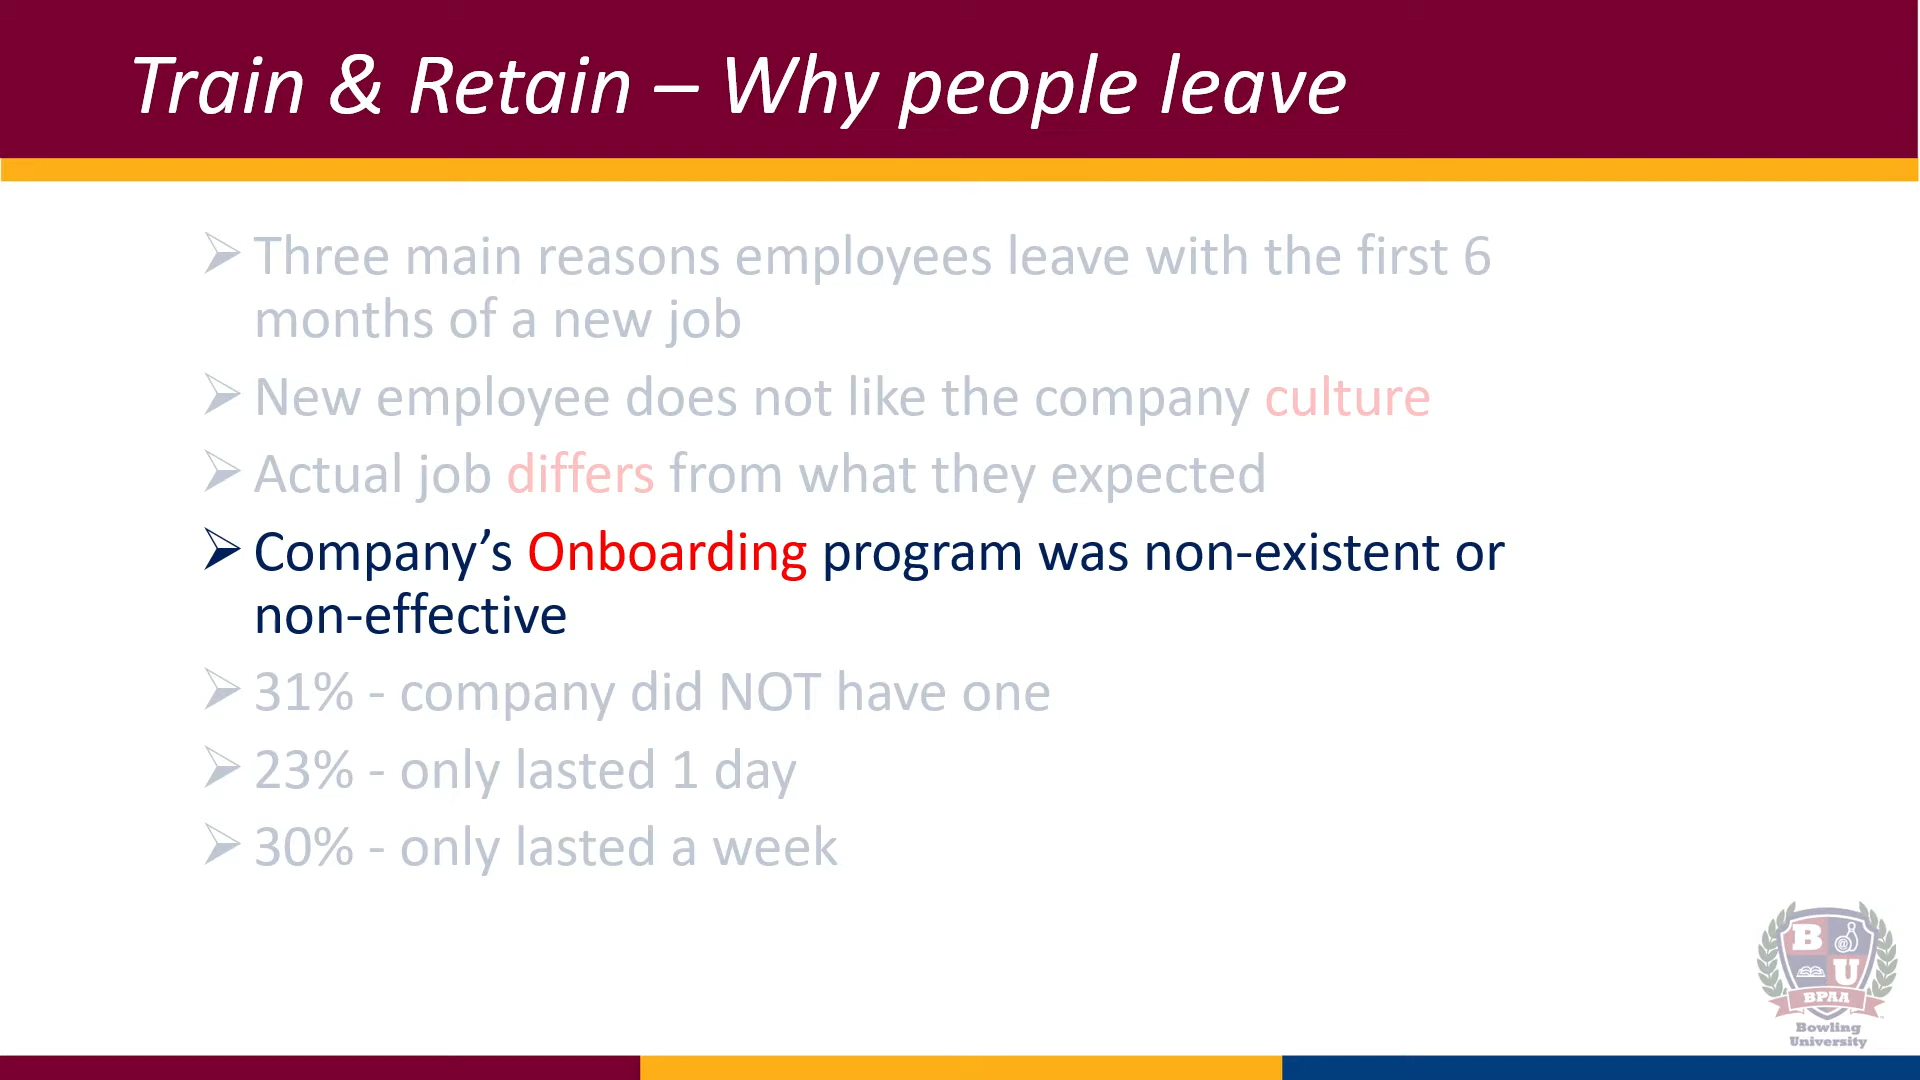 Train & Retain – Why people leave
➢ Three main reasons employees leave with the first 6
months of a new job
➢ New employee does not like the company culture
➢ Actual job differs from what they expected
➢ Company’s Onboarding program was non-existent or
non-effective
➢ 31% - company did NOT have one
➢ 23% - only lasted 1 day
➢ 30% - only lasted a week
B
U
BPAA
Bowling
University